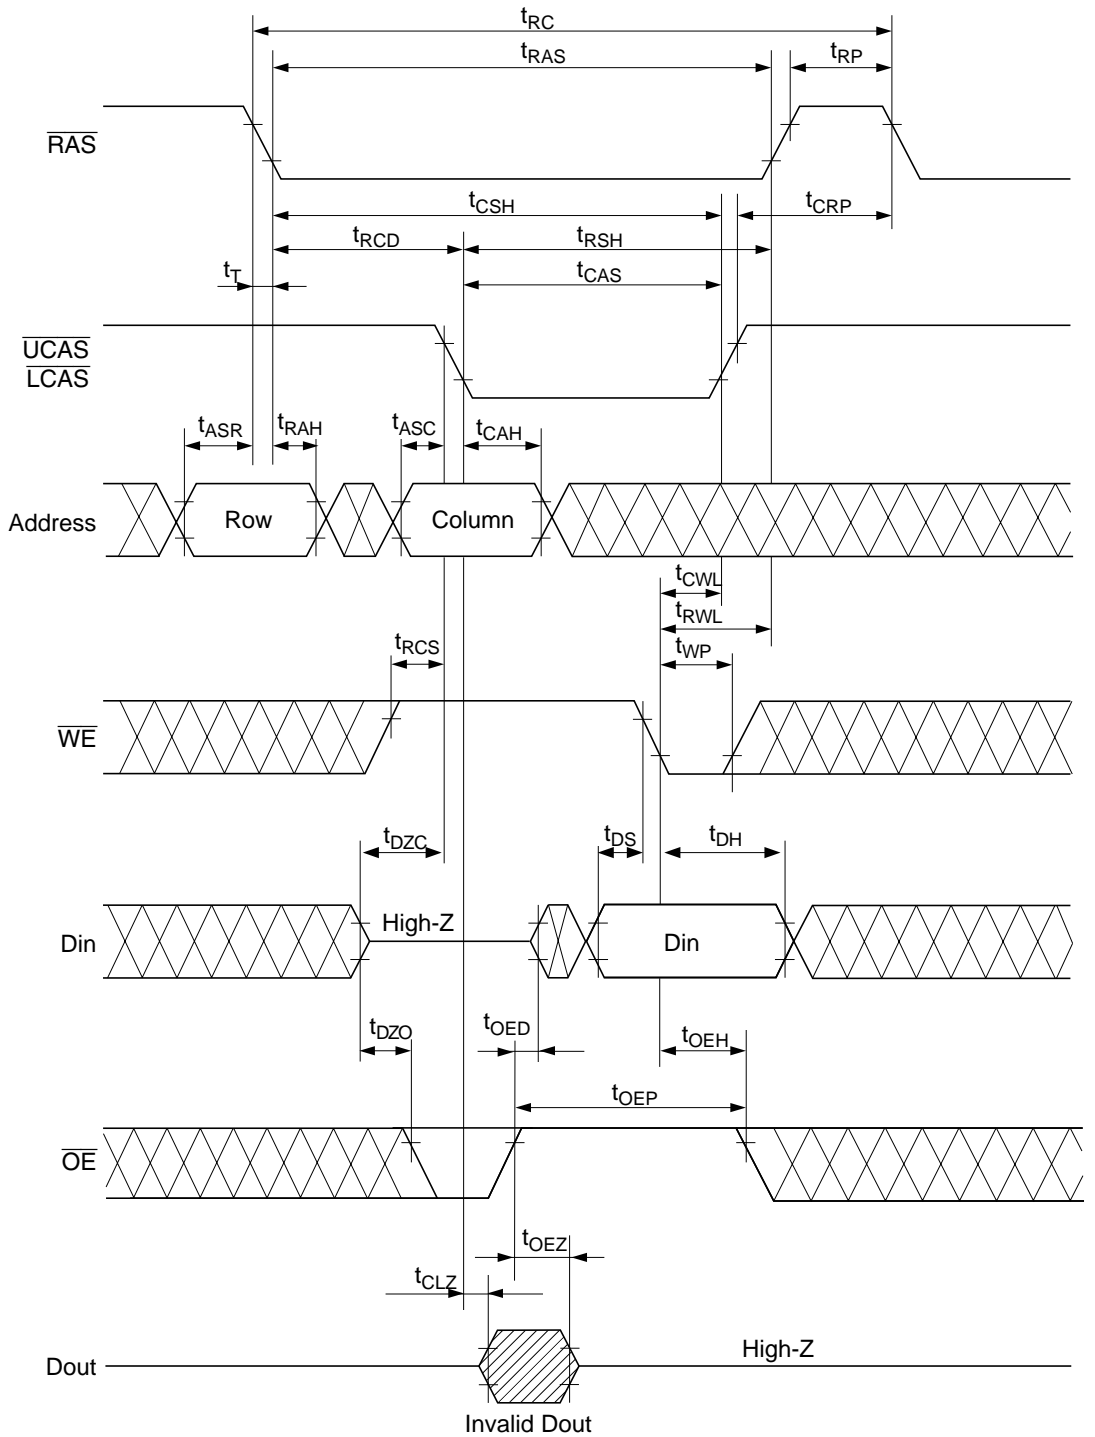 tRC
tRAS
tRP
RAS
tCSH
tCRP
tRCD
tRSH
tT
tCAS
UCAS
LCAS
tASR
tRAH
tASC
tCAH
Address
Row
Column
tCWL
tRWL
tRCS
tWP
WE
tDZC
tDS
tDH
High-Z
Din
Din
tDZO
tOED
tOEH
tOEP
OE
tOEZ
tCLZ
High-Z
Dout
Invalid Dout